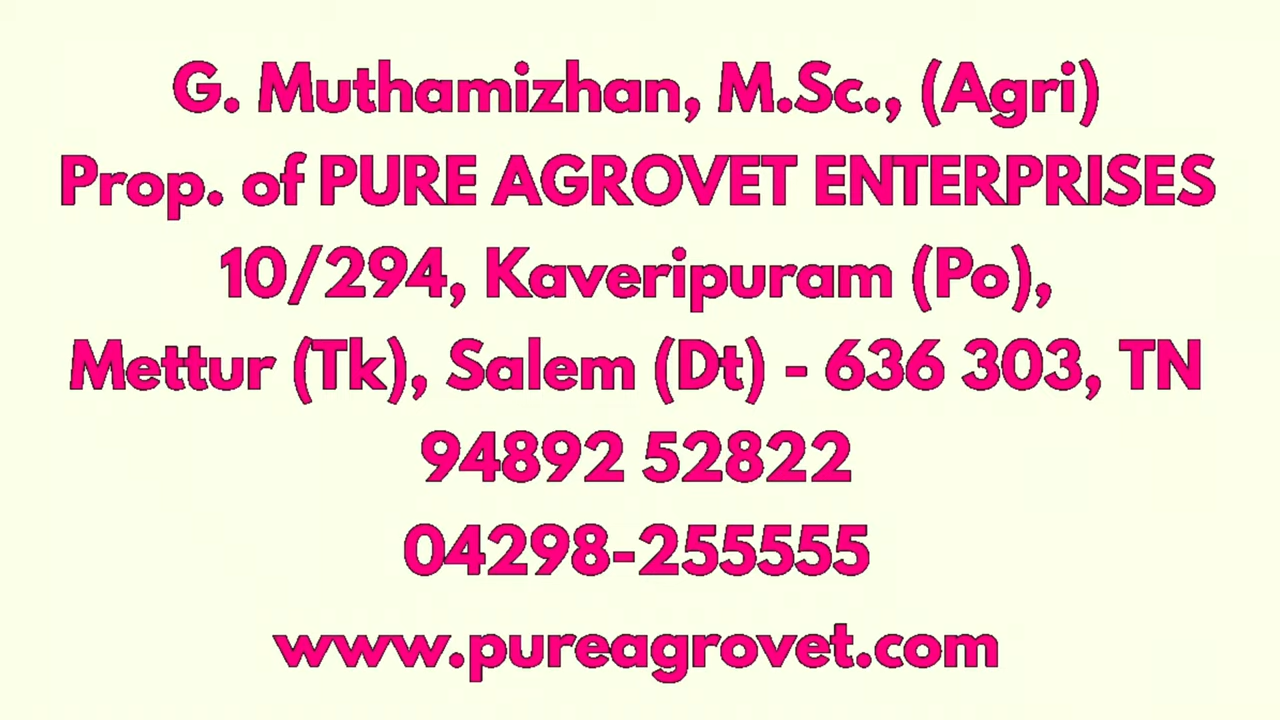 G. Muthamizhan, M.Sc., (Agri)
Prop. of PURE AGROVET ENTERPRISES
10/294, Kaveripuram (Po),
Mettur (Tk), Salem (Dt) - 636 303, TN
94892 52822
04298-255555
www.pureagrovet.com